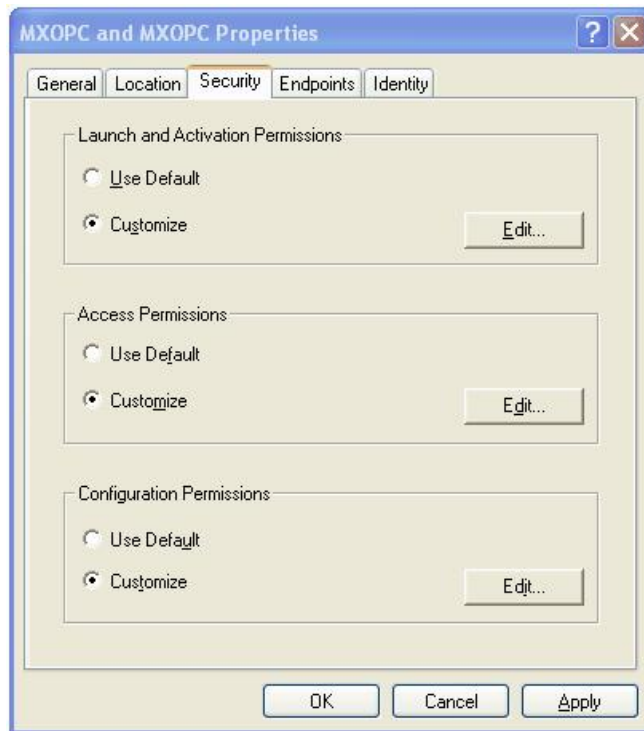 MXOPC and MXOPC Properties
General Location Security Endpoints Identity
Launch and Activation Permissions
Use Default
Customize
Edit...
Access Permissions
Use Default
Customize
Edit...
Configuration Permissions
Use Default
Customize
Edit...
OK Cancel Apply